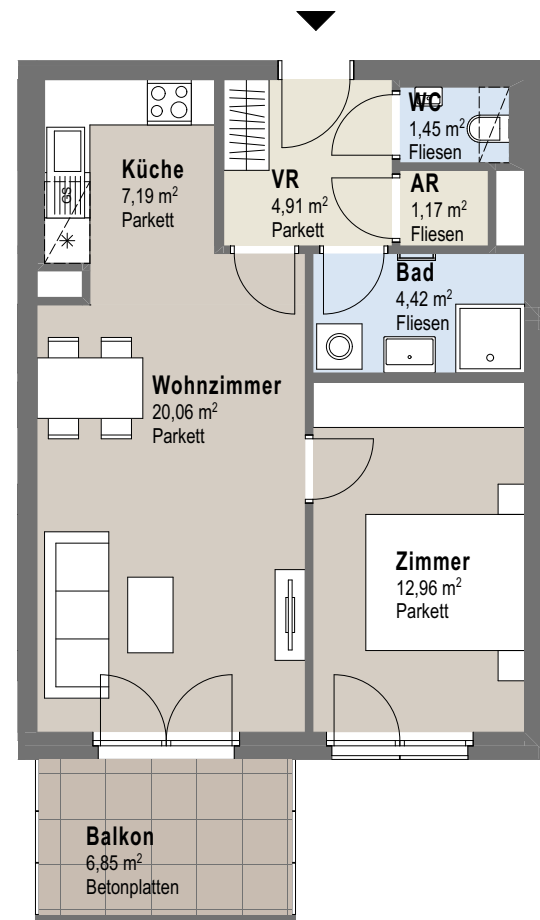 WC
1,45 m²
Fliesen
Küche
7,19 m²
Parkett
VR
4,91 m²
Parkett
AR
1,17 m²
Fliesen
GS
Bad
4,42 m²
Fliesen
Wohnzimmer
20,06 m²
Parkett
Zimmer
12,96 m²
Parkett
Balkon
6,85 m²
Betonplatten